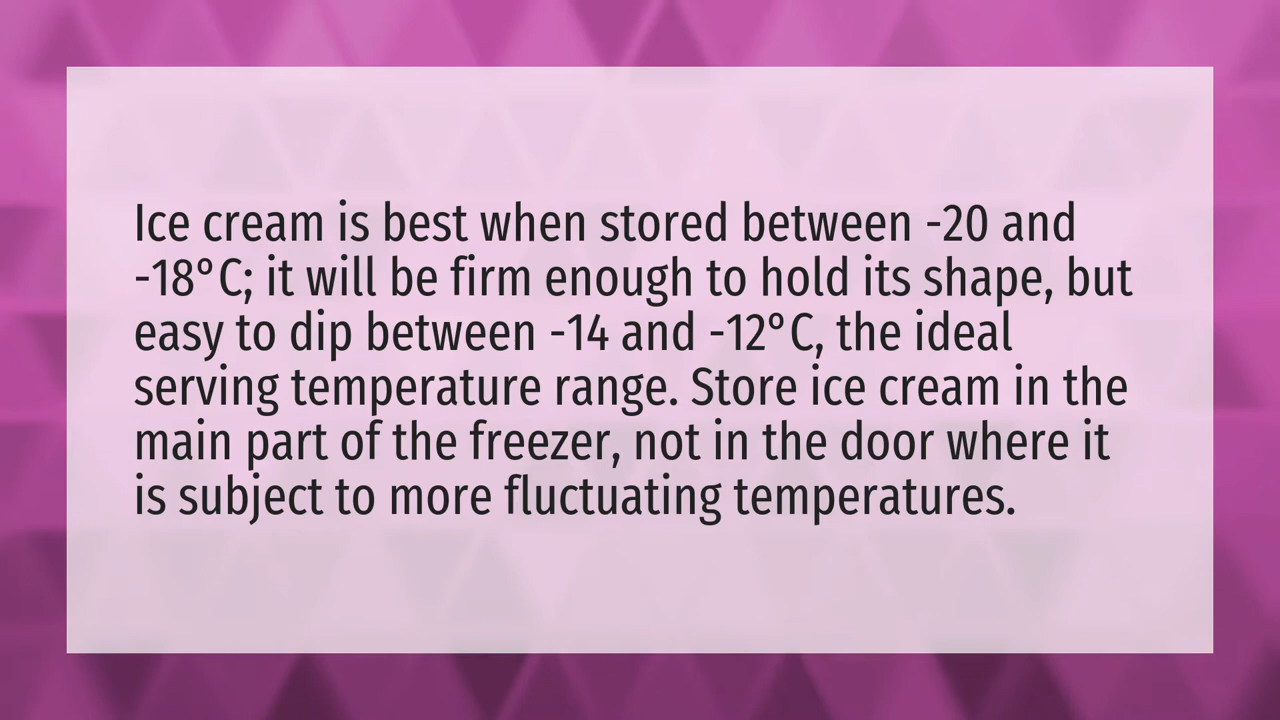 Ice cream is best when stored between -20 and
-18ºC; it will be firm enough to hold its shape, but
easy to dip between -14 and -12ºC, the ideal
serving temperature range. Store ice cream in the
main part of the freezer, not in the door where it
is subject to more fluctuating temperatures.